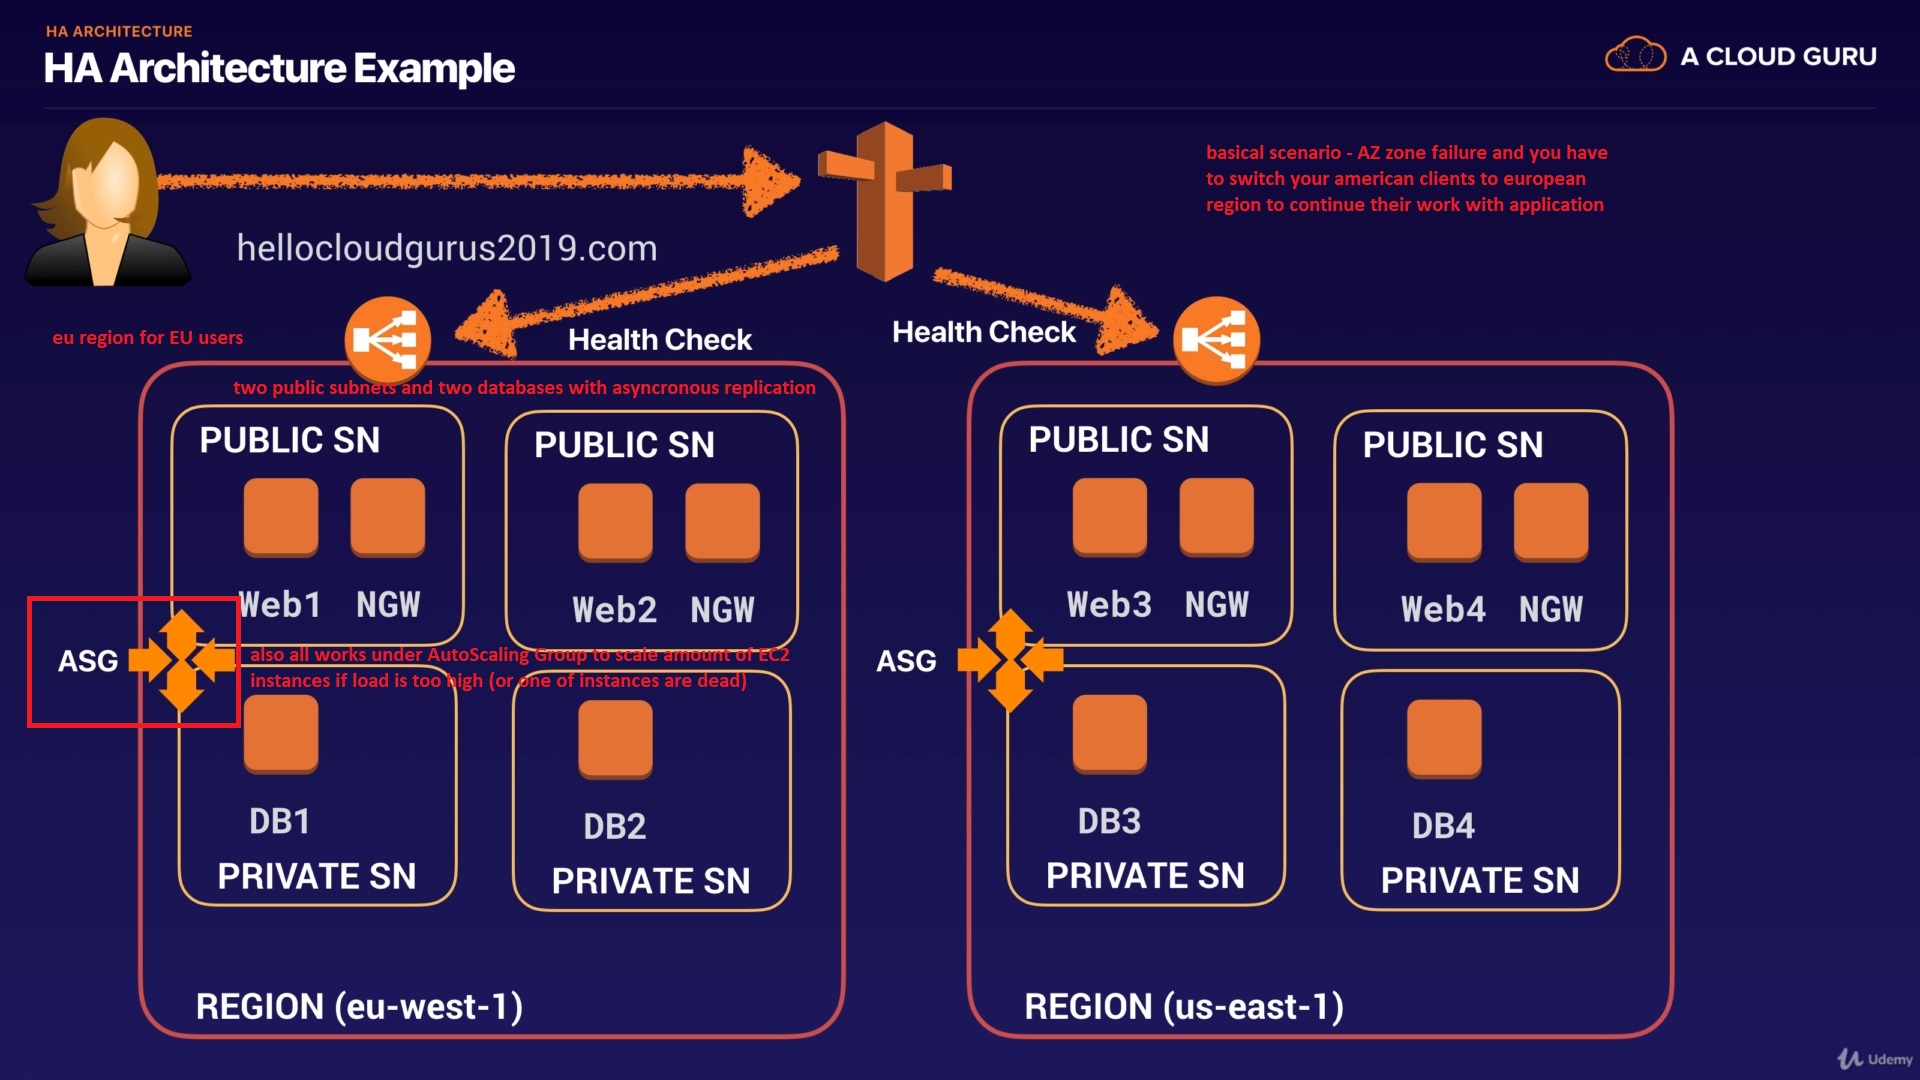 HA ARCHITECTURE
HA Architecture Example
A CLOUD GURU
basical scenario - AZ zone failure and you have
to switch your american clients to european
region to continue their work with application
hellocloudgurus2019.com
eu region for EU users
Health Check
Health Check
two public subnets and two databases with asyncronous replication
PUBLIC SN
PUBLIC SN
PUBLIC SN
PUBLIC SN
Web1 NGW
Web2 NGW
Web3 NGW
Web4 NGW
ASG
also all works under AutoScaling Group to scale amount of EC2
instances if load is too high (or one of instances are dead)
ASG
DB1
DB2
DB3
DB4
PRIVATE SN
PRIVATE SN
PRIVATE SN
PRIVATE SN
REGION (eu-west-1)
REGION (us-east-1)
Udemy